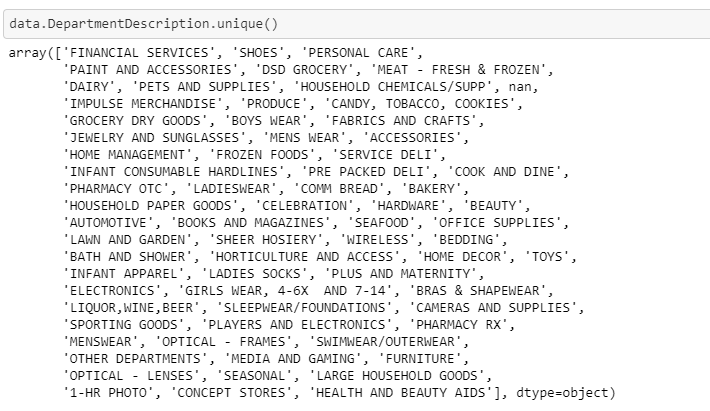 data.DepartmentDescription.unique()
array(['FINANCIAL SERVICES', 'SHOES', 'PERSONAL CARE',
'PAINT AND ACCESSORIES', 'DSD GROCERY', 'MEAT - FRESH & FROZEN',
'DAIRY', 'PETS AND SUPPLIES', 'HOUSEHOLD CHEMICALS/SUPP', nan,
'IMPULSE MERCHANDISE', 'PRODUCE', 'CANDY, TOBACCO, COOKIES',
'GROCERY DRY GOODS', 'BOYS WEAR', 'FABRICS AND CRAFTS',
'JEWELRY AND SUNGLASSES', 'MENS WEAR', 'ACCESSORIES',
'HOME MANAGEMENT', 'FROZEN FOODS', 'SERVICE DELI',
'INFANT CONSUMABLE HARDLINES', 'PRE PACKED DELI', 'COOK AND DINE',
'PHARMACY OTC', 'LADIESWEAR', 'COMM BREAD', 'BAKERY',
'HOUSEHOLD PAPER GOODS', 'CELEBRATION', 'HARDWARE', 'BEAUTY',
'AUTOMOTIVE', 'BOOKS AND MAGAZINES', 'SEAFOOD', 'OFFICE SUPPLIES',
'LAWN AND GARDEN', 'SHEER HOSIERY', 'WIRELESS', 'BEDDING',
'BATH AND SHOWER', 'HORTICULTURE AND ACCESS', 'HOME DECOR', 'TOYS',
'INFANT APPAREL', 'LADIES SOCKS', 'PLUS AND MATERNITY',
'ELECTRONICS', 'GIRLS WEAR, 4-6X  AND 7-14', 'BRAS & SHAPEWEAR',
'LIQUOR,WINE,BEER', 'SLEEPWEAR/FOUNDATIONS', 'CAMERAS AND SUPPLIES',
'SPORTING GOODS', 'PLAYERS AND ELECTRONICS', 'PHARMACY RX',
'MENSWEAR', 'OPTICAL - FRAMES', 'SWIMWEAR/OUTERWEAR',
'OTHER DEPARTMENTS', 'MEDIA AND GAMING', 'FURNITURE',
'OPTICAL - LENSES', 'SEASONAL', 'LARGE HOUSEHOLD GOODS',
'1-HR PHOTO', 'CONCEPT STORES', 'HEALTH AND BEAUTY AIDS'], dtype=object)